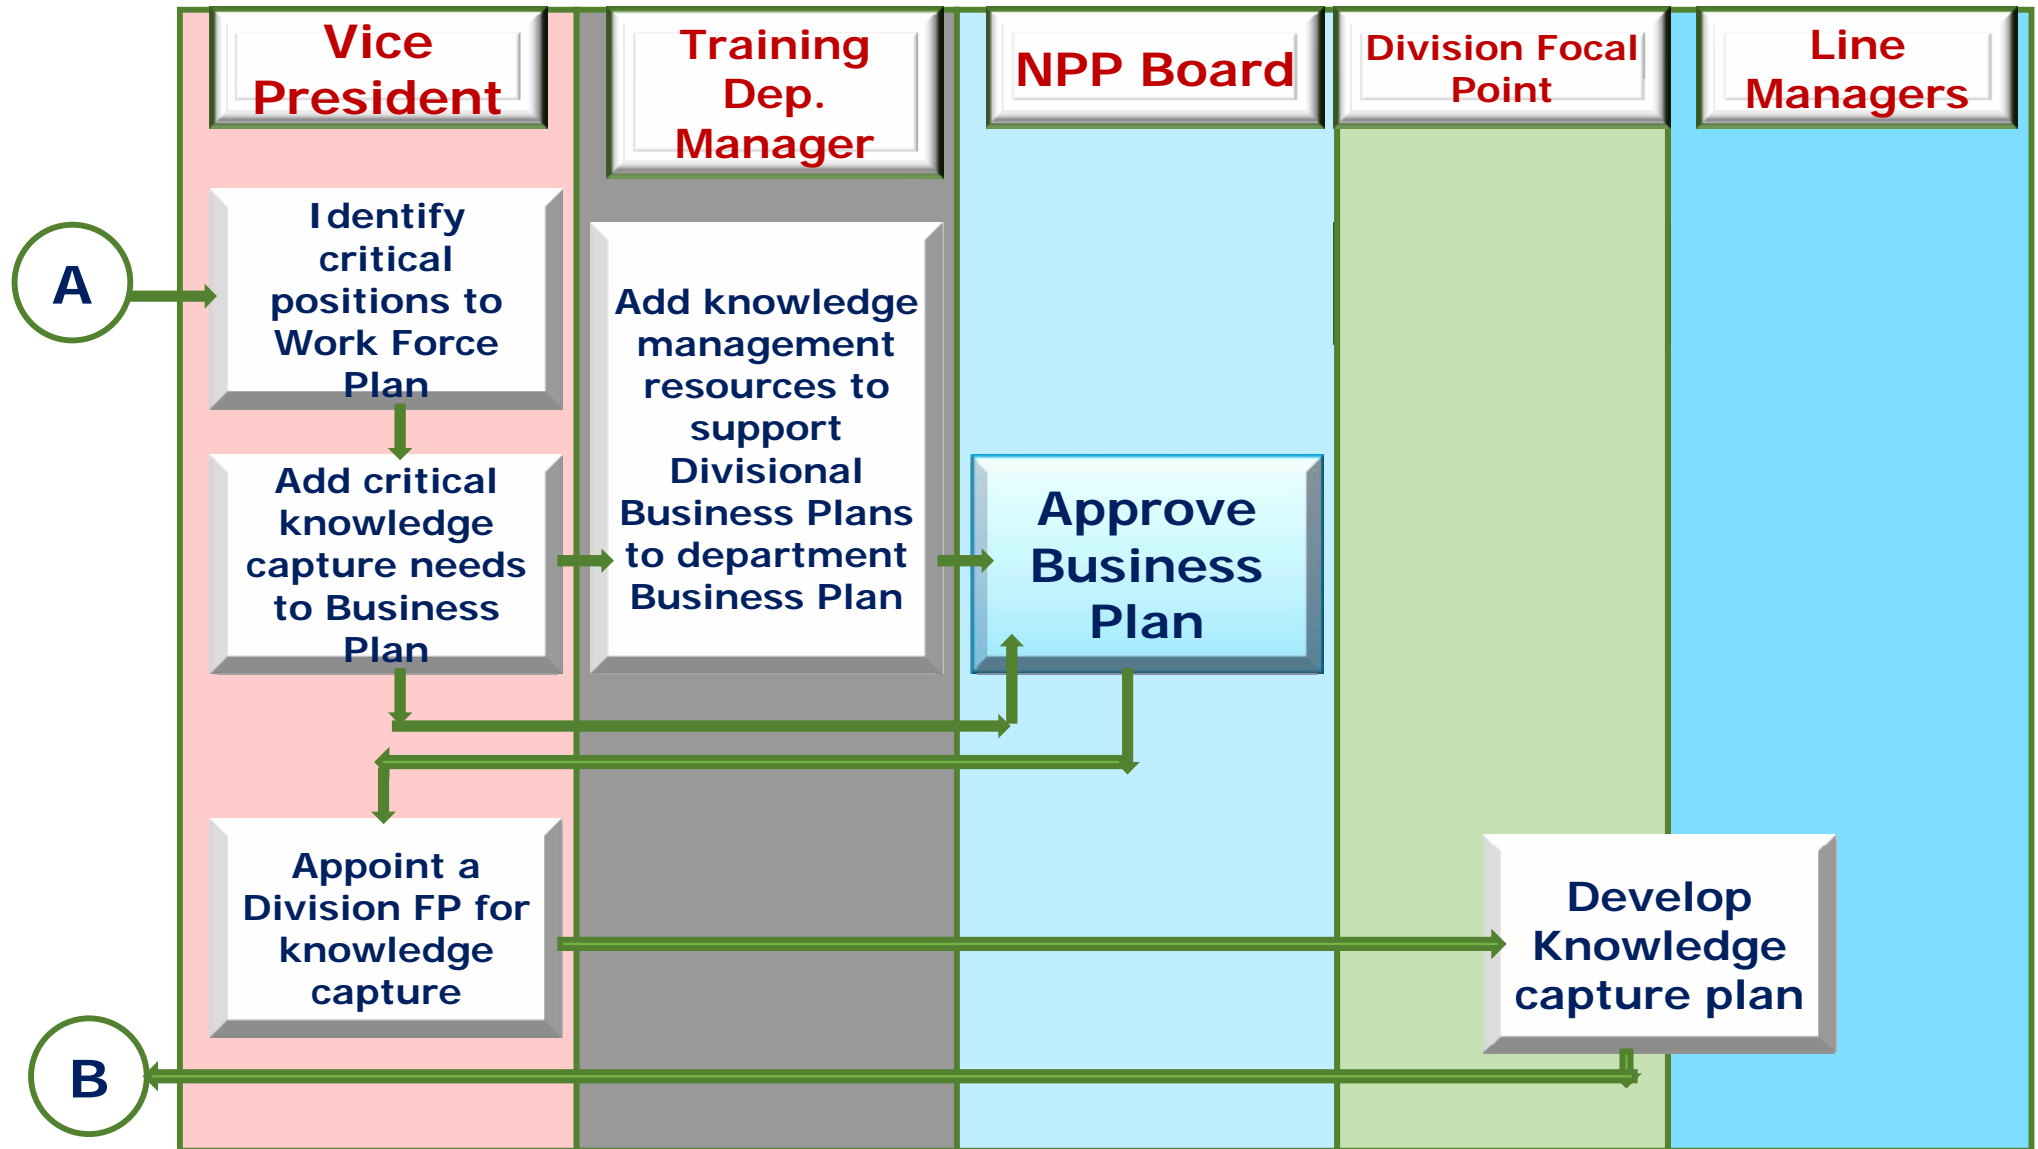 Vice
President
Training
Dep.
Manager
NPP Board
Division Focal
Point
Line
Managers
A
Identify
critical
positions to
Work Force
Plan
Add knowledge
management
resources to
support
Divisional
Business Plans
to department
Business Plan
Add critical
knowledge
capture needs
to Business
Plan
Approve
Business
Plan
Appoint a
Division FP for
knowledge
capture
Develop
Knowledge
capture plan
B